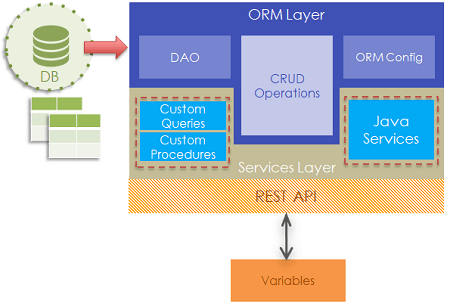 ORM Layer
DB
DAO
CRUD
Operations
ORM Config
Custom
Queries
Custom
Procedures
Java
Services
Services Layer
REST API
Variables